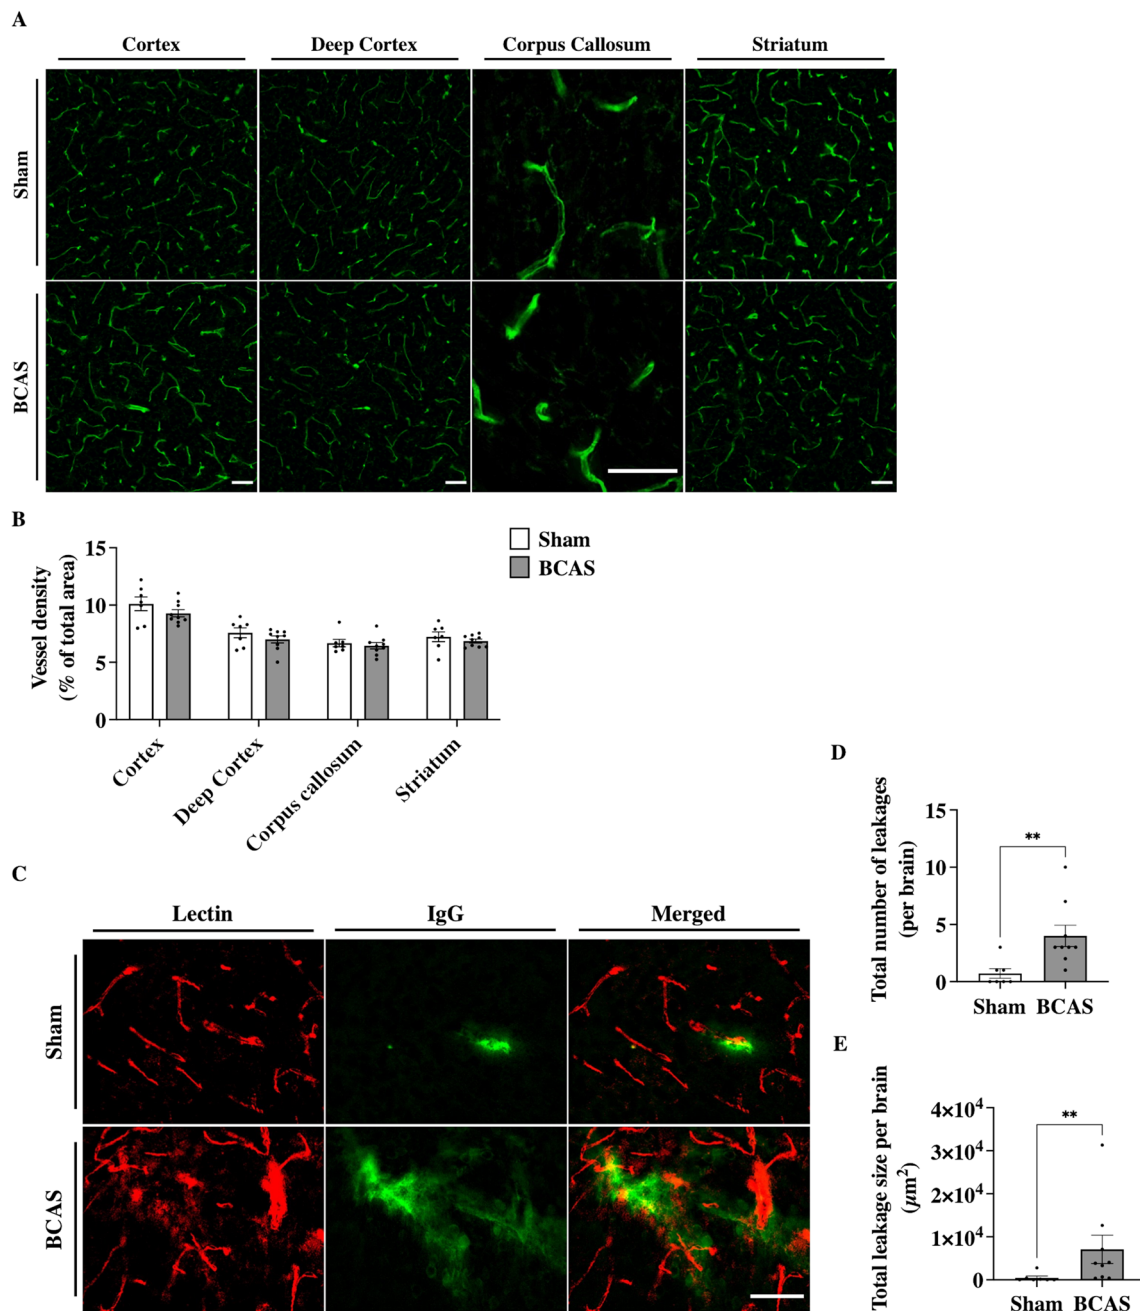 A
Cortex Deep Cortex Corpus Callosum Striatum
Sham
BCAS
B
Vessel density
(% of total area)
15
10
5
0
Sham
BCAS
Cortex
Deep Cortex
Corpus callosum
Striatum
C
Lectin IgG Merged
Sham
BCAS
D
Total number of leakages
(per brain)
15
10
5
0
**
Sham BCAS
E
Total leakage size per brain
(μm²)
4×10⁴
3×10⁴
2×10⁴
1×10⁴
0
**
Sham BCAS